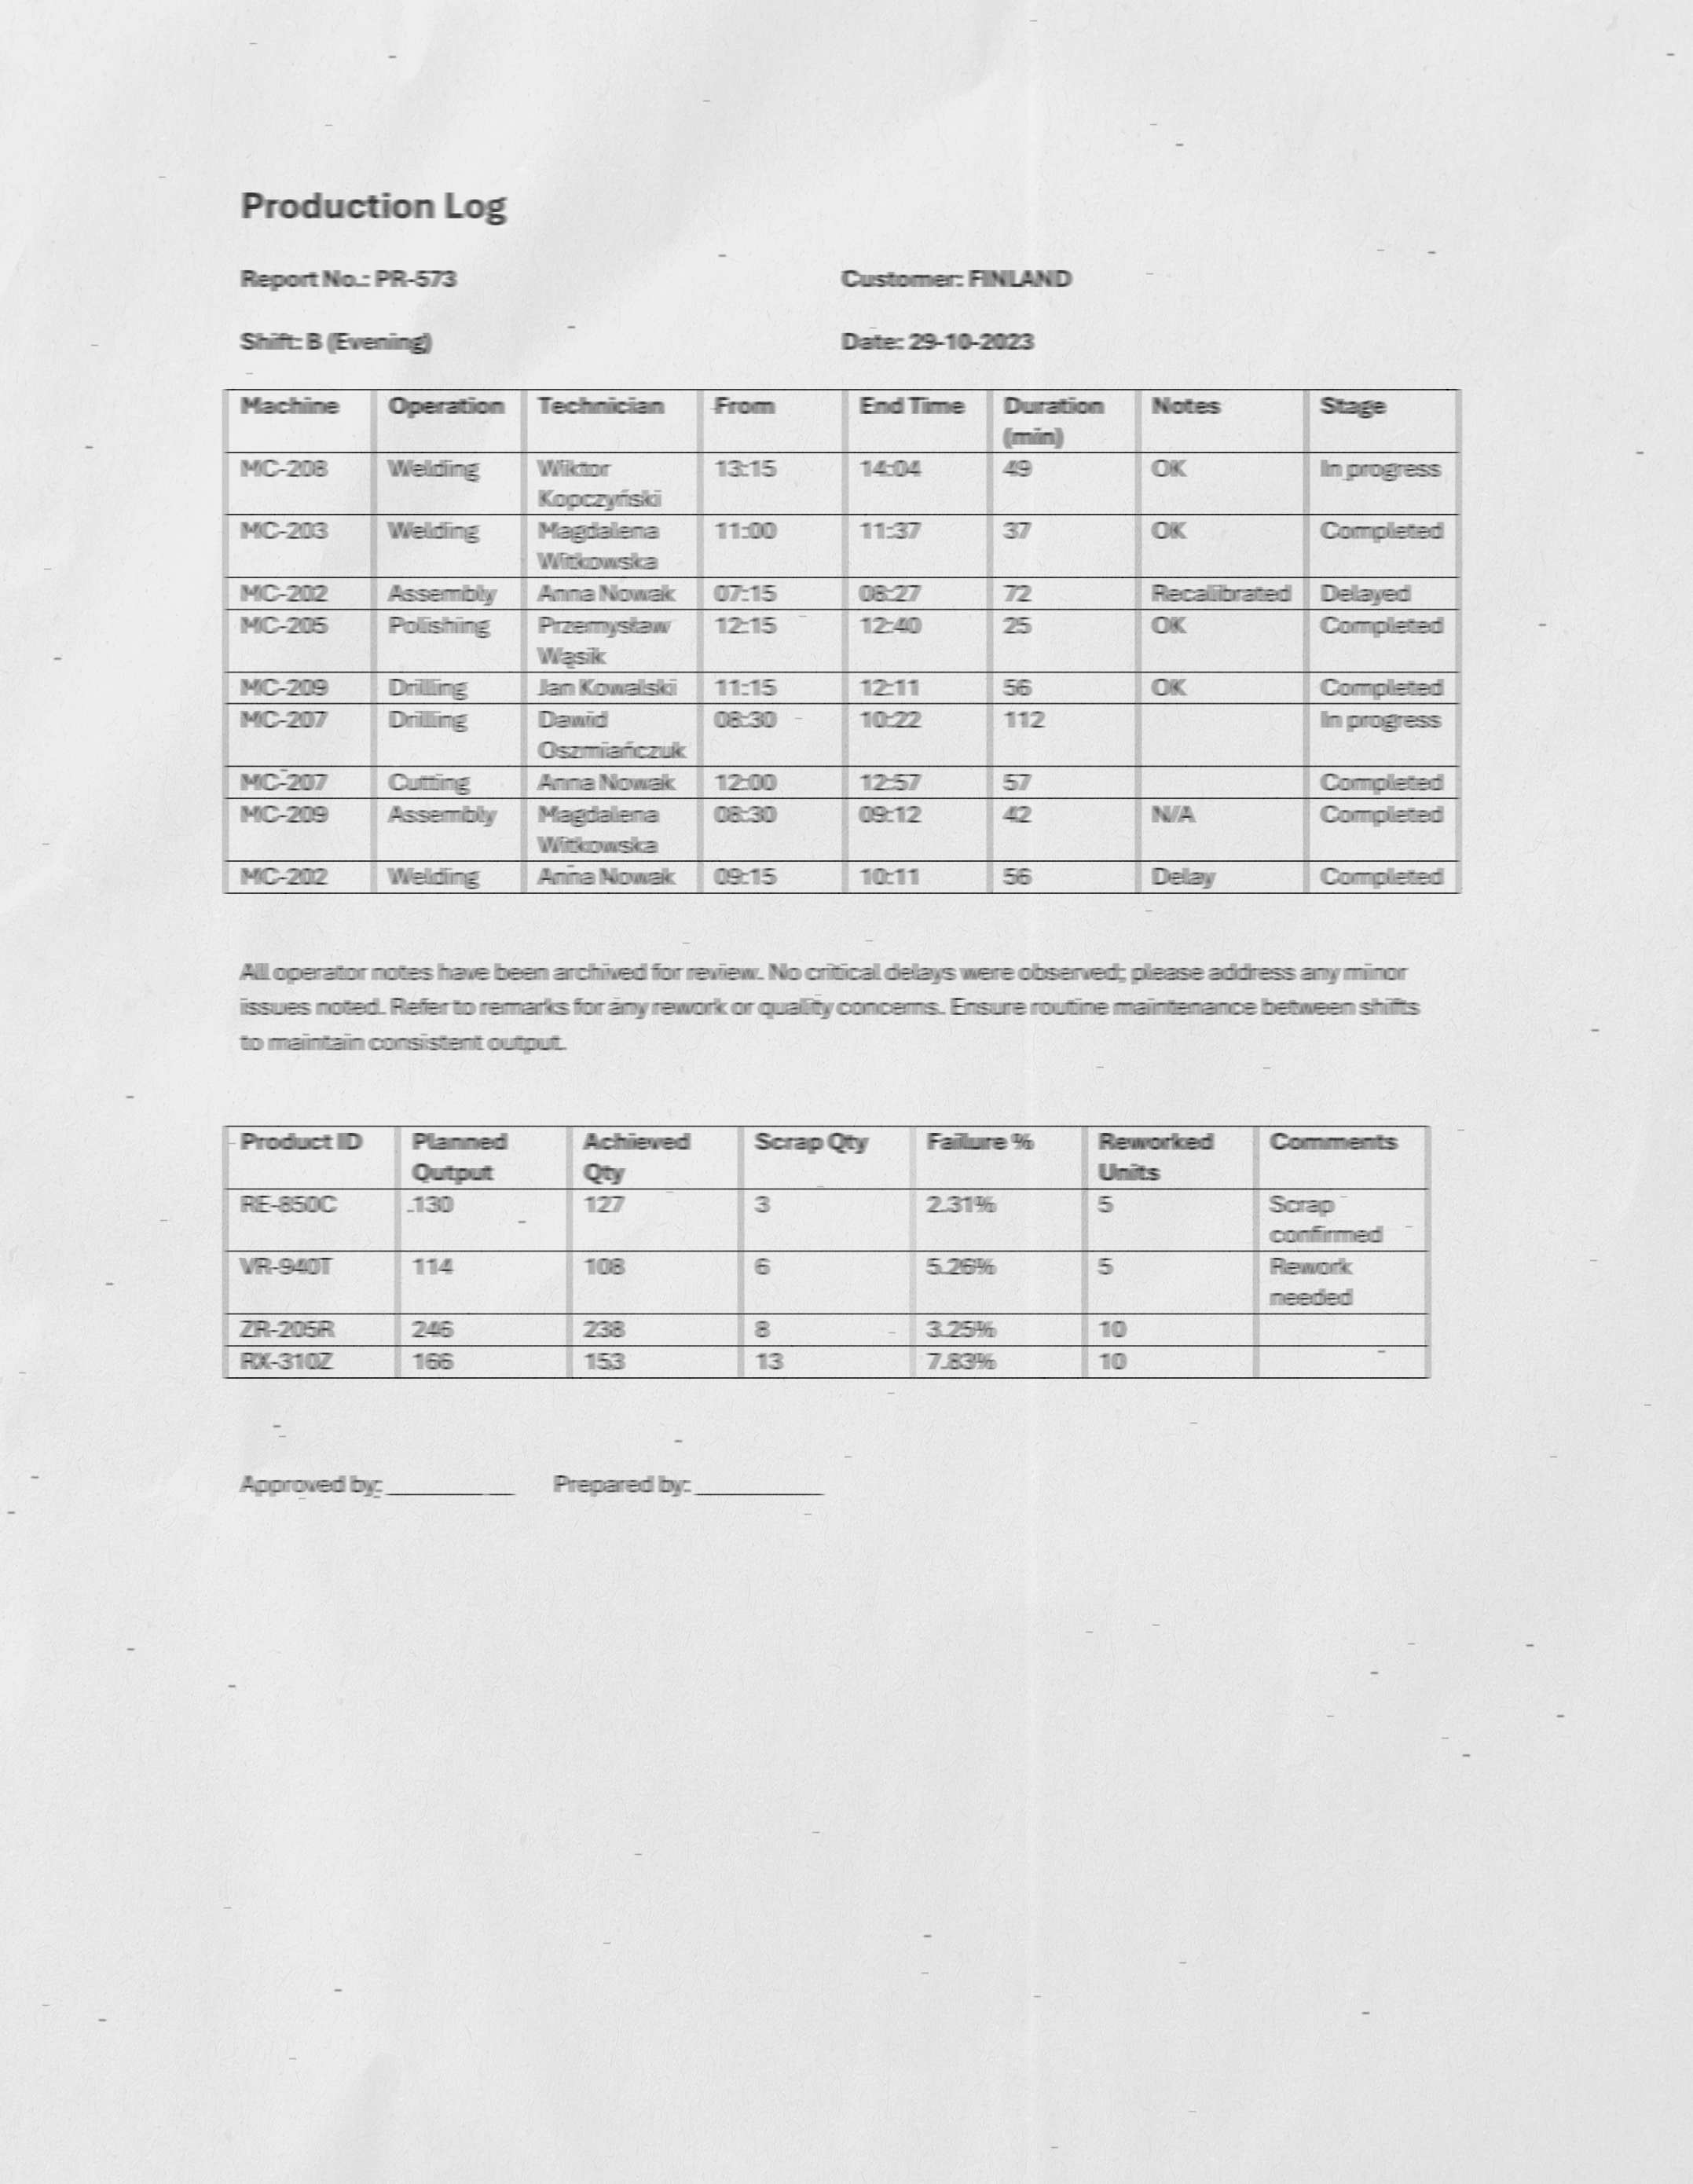 Production Log
Report No.: PR-573 Customer: FINLAND
Shift: B (Evening) Date: 29-10-2023
Machine Operation Technician From End Time Duration (min) Notes Stage
MC-208 Welding Wiktor Kopczyński 13:15 14:04 49 OK In progress
MC-203 Welding Magdalena Witkowska 11:00 11:37 37 OK Completed
MC-202 Assembly Anna Nowak 07:15 08:27 72 Recalibrated Delayed
MC-205 Polishing Przemysław Wąsik 12:15 12:40 25 OK Completed
MC-209 Drilling Jan Kowalski 11:15 12:11 56 OK Completed
MC-207 Drilling Dawid Oszmiańczuk 08:30 10:22 112 In progress
MC-207 Cutting Anna Nowak 12:00 12:57 57 Completed
MC-209 Assembly Magdalena Witkowska 08:30 09:12 42 N/A Completed
MC-202 Welding Anna Nowak 09:15 10:11 56 Delay Completed
All operator notes have been archived for review. No critical delays were observed; please address any minor
issues noted. Refer to remarks for any rework or quality concerns. Ensure routine maintenance between shifts
to maintain consistent output.
Product ID Planned Output Achieved Qty Scrap Qty Failure % Reworked Units Comments
RE-850C 130 127 3 2.31% 5 Scrap confirmed
VR-940T 114 108 6 5.26% 5 Rework needed
ZR-205R 246 238 8 3.25% 10
RX-310Z 166 153 13 7.83% 10
Approved by: ____________ Prepared by: ____________